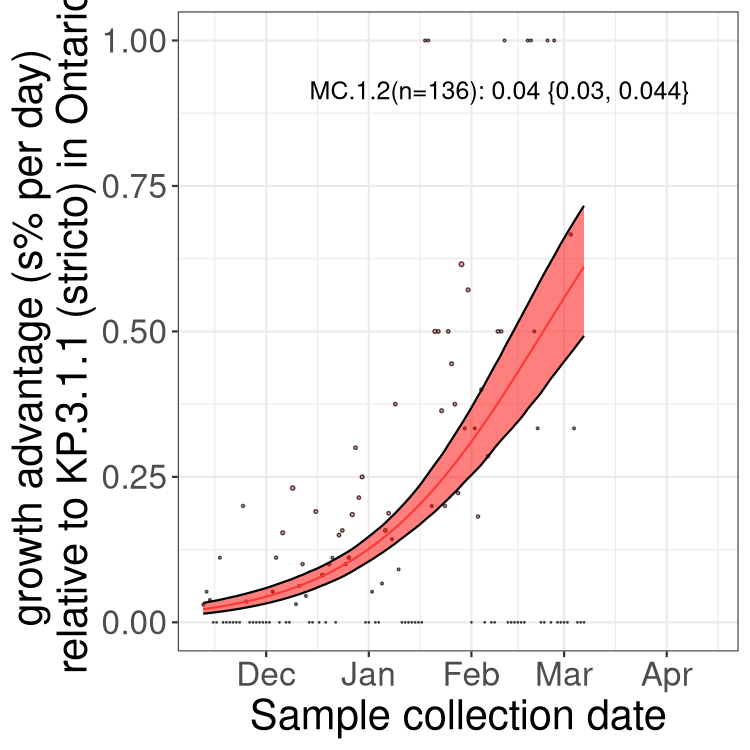 growth advantage (s% per day)
relative to KP.3.1.1 (stricto) in Ontario
1.00
0.75
0.50
0.25
0.00
MC.1.2(n=136): 0.04 {0.03, 0.044}
Dec Jan Feb Mar Apr
Sample collection date